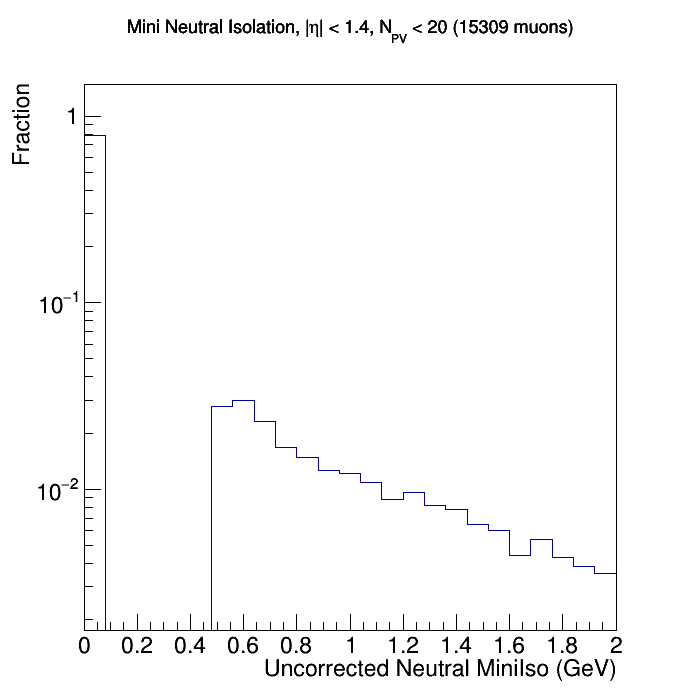 Mini Neutral Isolation, |η| < 1.4, N_PV < 20 (15309 muons)
Fraction
1
10⁻¹
10⁻²
0 0.2 0.4 0.6 0.8 1 1.2 1.4 1.6 1.8 2
Uncorrected Neutral MiniIso (GeV)